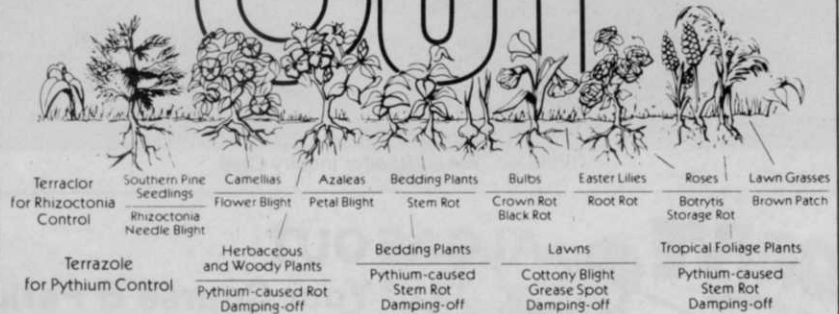 OUT
Terraclor
for Rhizoctonia
Control
Southern Pine
Seedlings
Rhizoctonia
Needle Blight
Camellias
Flower Blight
Azaleas
Petal Blight
Bedding Plants
Stem Rot
Bulbs
Crown Rot
Black Rot
Easter Lilies
Root Rot
Roses
Botrytis
Storage Rot
Lawn Grasses
Brown Patch
Terrazole
for Pythium Control
Herbaceous
and Woody Plants
Pythium-caused Rot
Damping-off
Bedding Plants
Pythium-caused
Stem Rot
Damping-off
Lawns
Cottony Blight
Grease Spot
Damping-off
Tropical Foliage Plants
Pythium-caused
Stem Rot
Damping-off